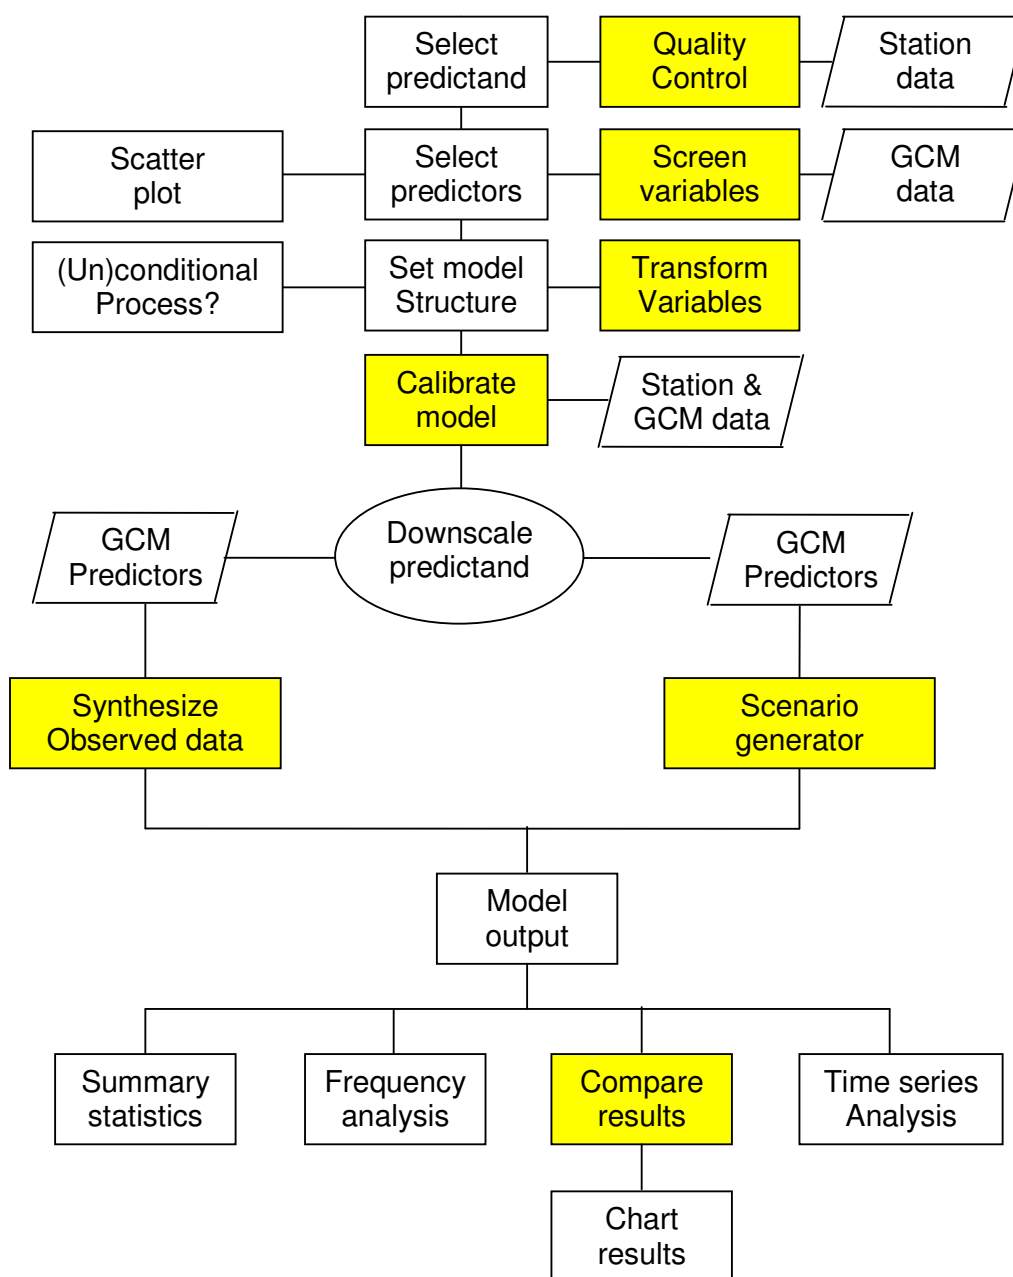 Select
predictand
Quality
Control
Station
data
Scatter
plot
Select
predictors
Screen
variables
GCM
data
(Un)conditional
Process?
Set model
Structure
Transform
Variables
Calibrate
model
Station &
GCM data
GCM
Predictors
Downscale
predictand
GCM
Predictors
Synthesize
Observed data
Scenario
generator
Model
output
Summary
statistics
Frequency
analysis
Compare
results
Time series
Analysis
Chart
results